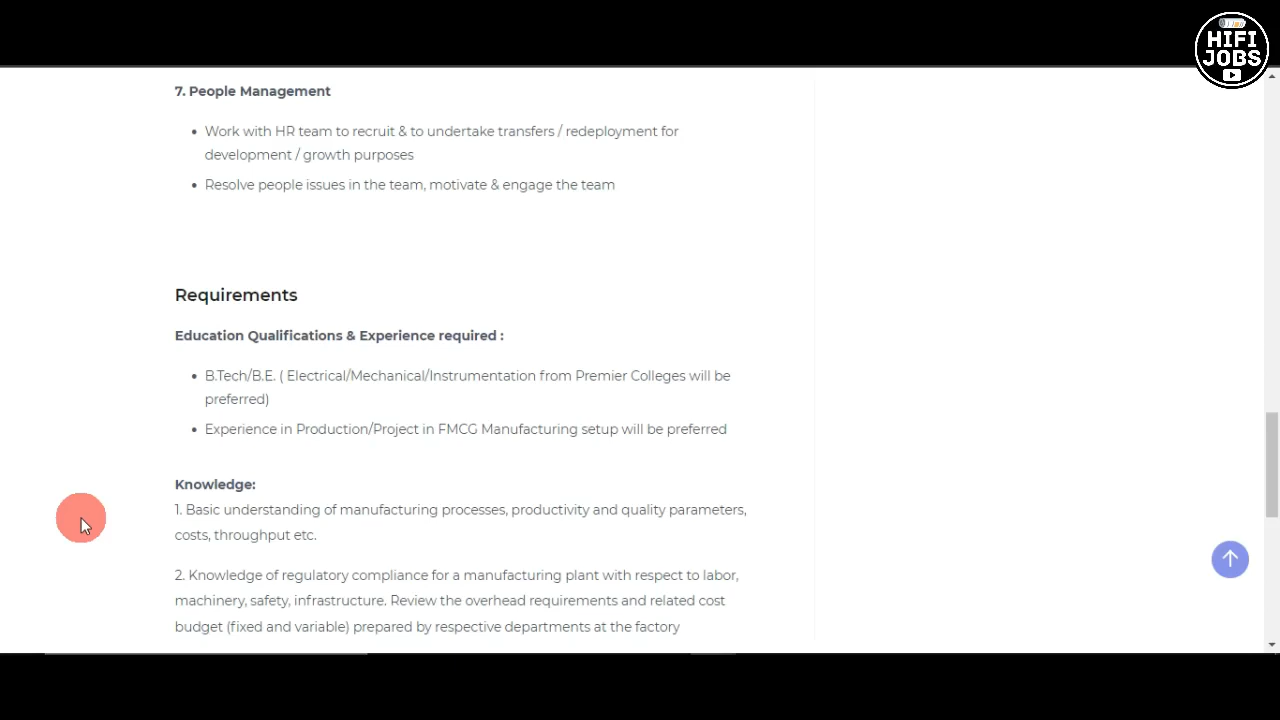 HIFI
JOBS
7. People Management
Work with HR team to recruit & to undertake transfers / redeployment for
development / growth purposes
Resolve people issues in the team, motivate & engage the team
Requirements
Education Qualifications & Experience required :
B.Tech/B.E. ( Electrical/Mechanical/Instrumentation from Premier Colleges will be
preferred)
Experience in Production/Project in FMCG Manufacturing setup will be preferred
Knowledge:
1. Basic understanding of manufacturing processes, productivity and quality parameters,
costs, throughput etc.
2. Knowledge of regulatory compliance for a manufacturing plant with respect to labor,
machinery, safety, infrastructure. Review the overhead requirements and related cost
budget (fixed and variable) prepared by respective departments at the factory